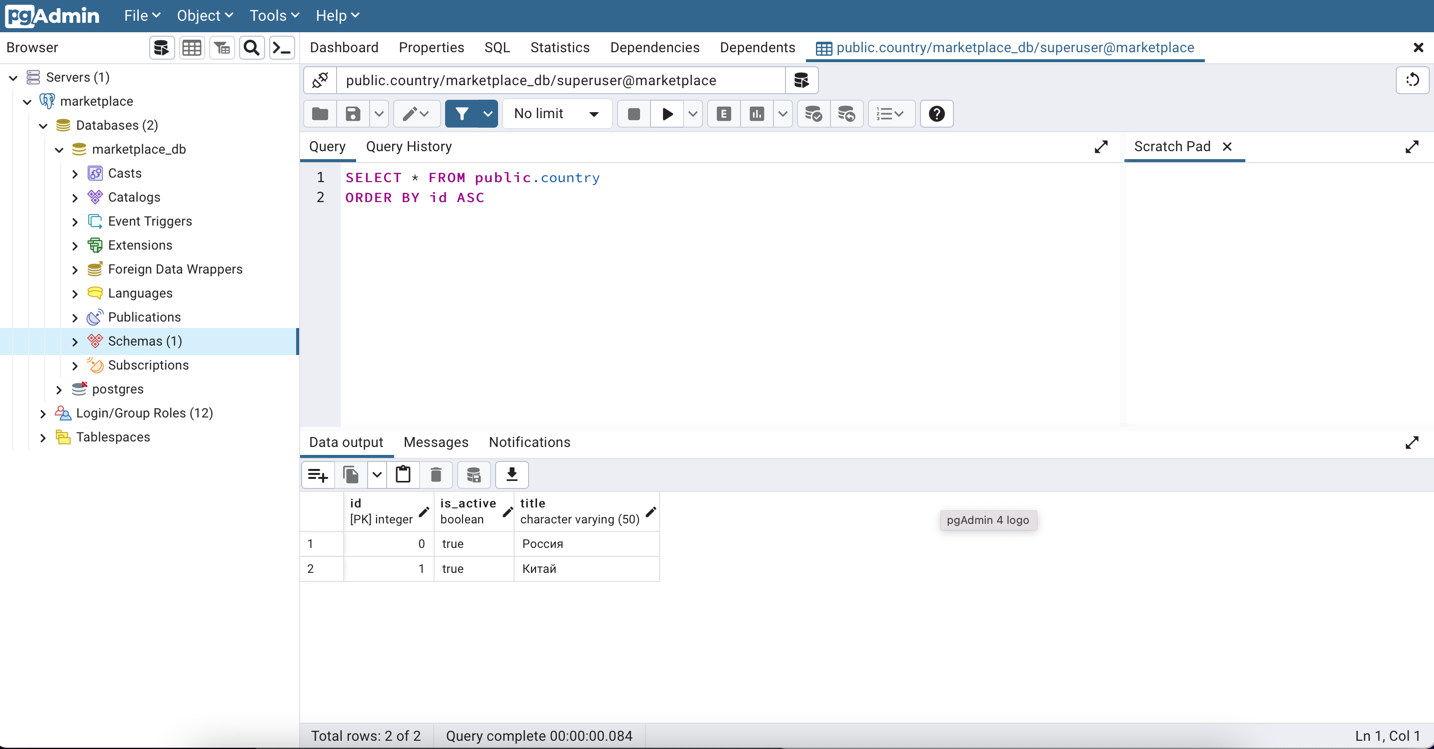 pgAdmin File Object Tools Help
Browser
Dashboard Properties SQL Statistics Dependencies Dependents public.country/marketplace_db/superuser@marketplace
Servers (1)
marketplace
Databases (2)
marketplace_db
Casts
Catalogs
Event Triggers
Extensions
Foreign Data Wrappers
Languages
Publications
Schemas (1)
Subscriptions
postgres
Login/Group Roles (12)
Tablespaces
public.country/marketplace_db/superuser@marketplace
No limit
E
Query Query History
Scratch Pad
1 SELECT * FROM public.country
2 ORDER BY id ASC
Data output Messages Notifications
id is_active title
[PK] integer boolean character varying (50)
1 0 true Россия
2 1 true Китай
pgAdmin 4 logo
Total rows: 2 of 2 Query complete 00:00:00.084 Ln 1, Col 1